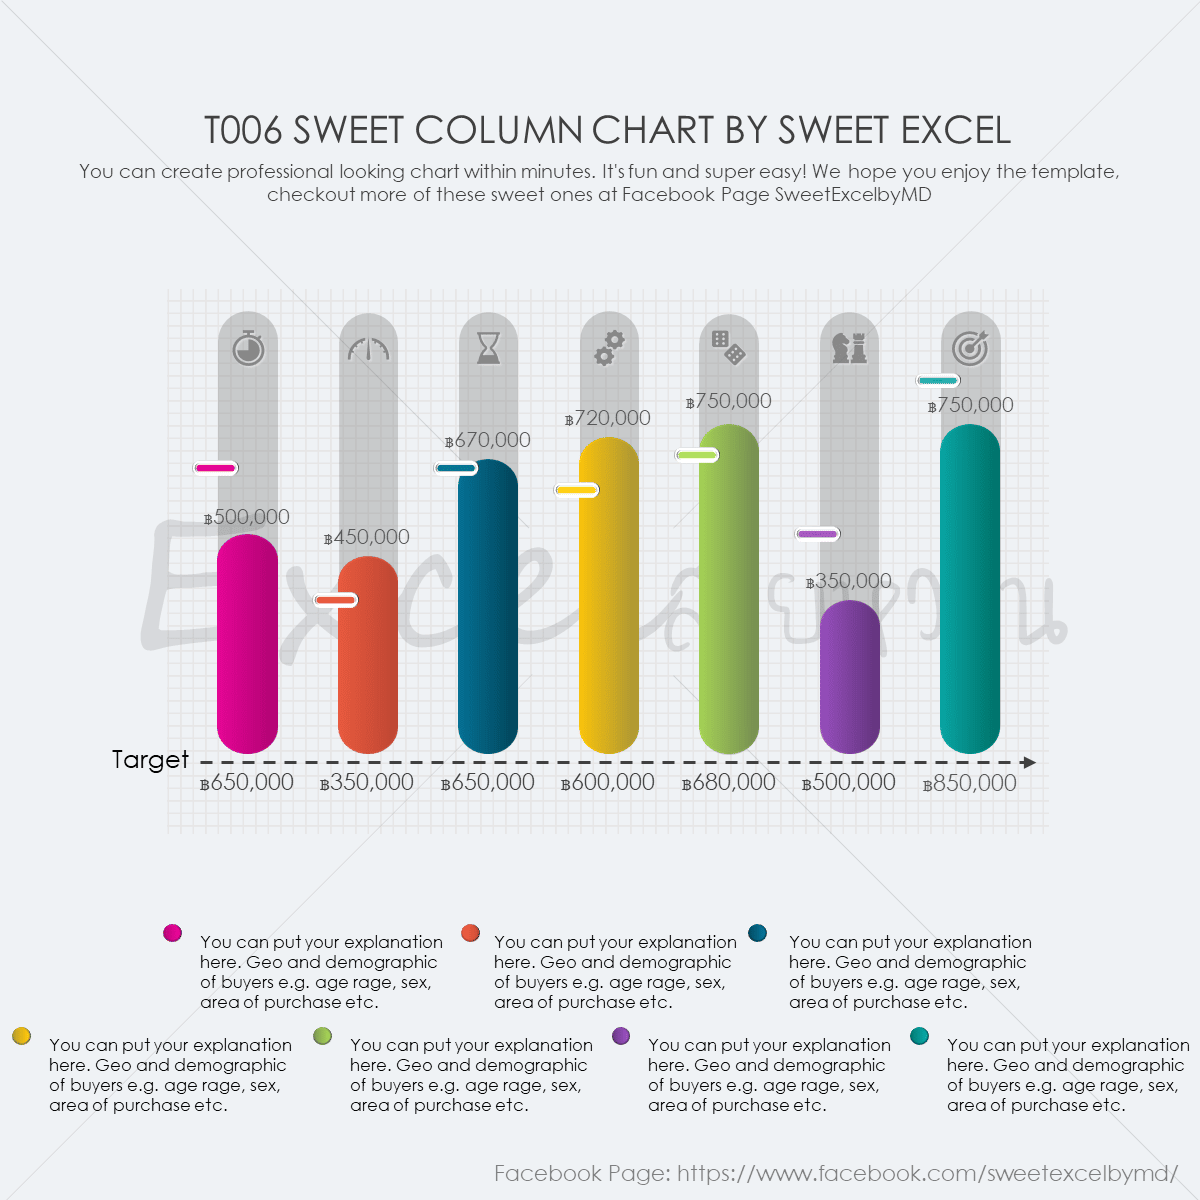 T006 SWEET COLUMN CHART BY SWEET EXCEL
You can create professional looking chart within minutes. It's fun and super easy! We hope you enjoy the template,
checkout more of these sweet ones at Facebook Page SweetExcelbyMD
฿750,000
฿750,000
฿720,000
฿670,000
฿500,000
฿450,000
฿350,000
Excel
Target
฿650,000 ฿350,000 ฿650,000 ฿600,000 ฿680,000 ฿500,000 ฿850,000
You can put your explanation
here. Geo and demographic
of buyers e.g. age rage, sex,
area of purchase etc.
You can put your explanation
here. Geo and demographic
of buyers e.g. age rage, sex,
area of purchase etc.
You can put your explanation
here. Geo and demographic
of buyers e.g. age rage, sex,
area of purchase etc.
You can put your explanation
here. Geo and demographic
of buyers e.g. age rage, sex,
area of purchase etc.
You can put your explanation
here. Geo and demographic
of buyers e.g. age rage, sex,
area of purchase etc.
You can put your explanation
here. Geo and demographic
of buyers e.g. age rage, sex,
area of purchase etc.
You can put your explanation
here. Geo and demographic
of buyers e.g. age rage, sex,
area of purchase etc.
Facebook Page: https://www.facebook.com/sweetexcelbymd/